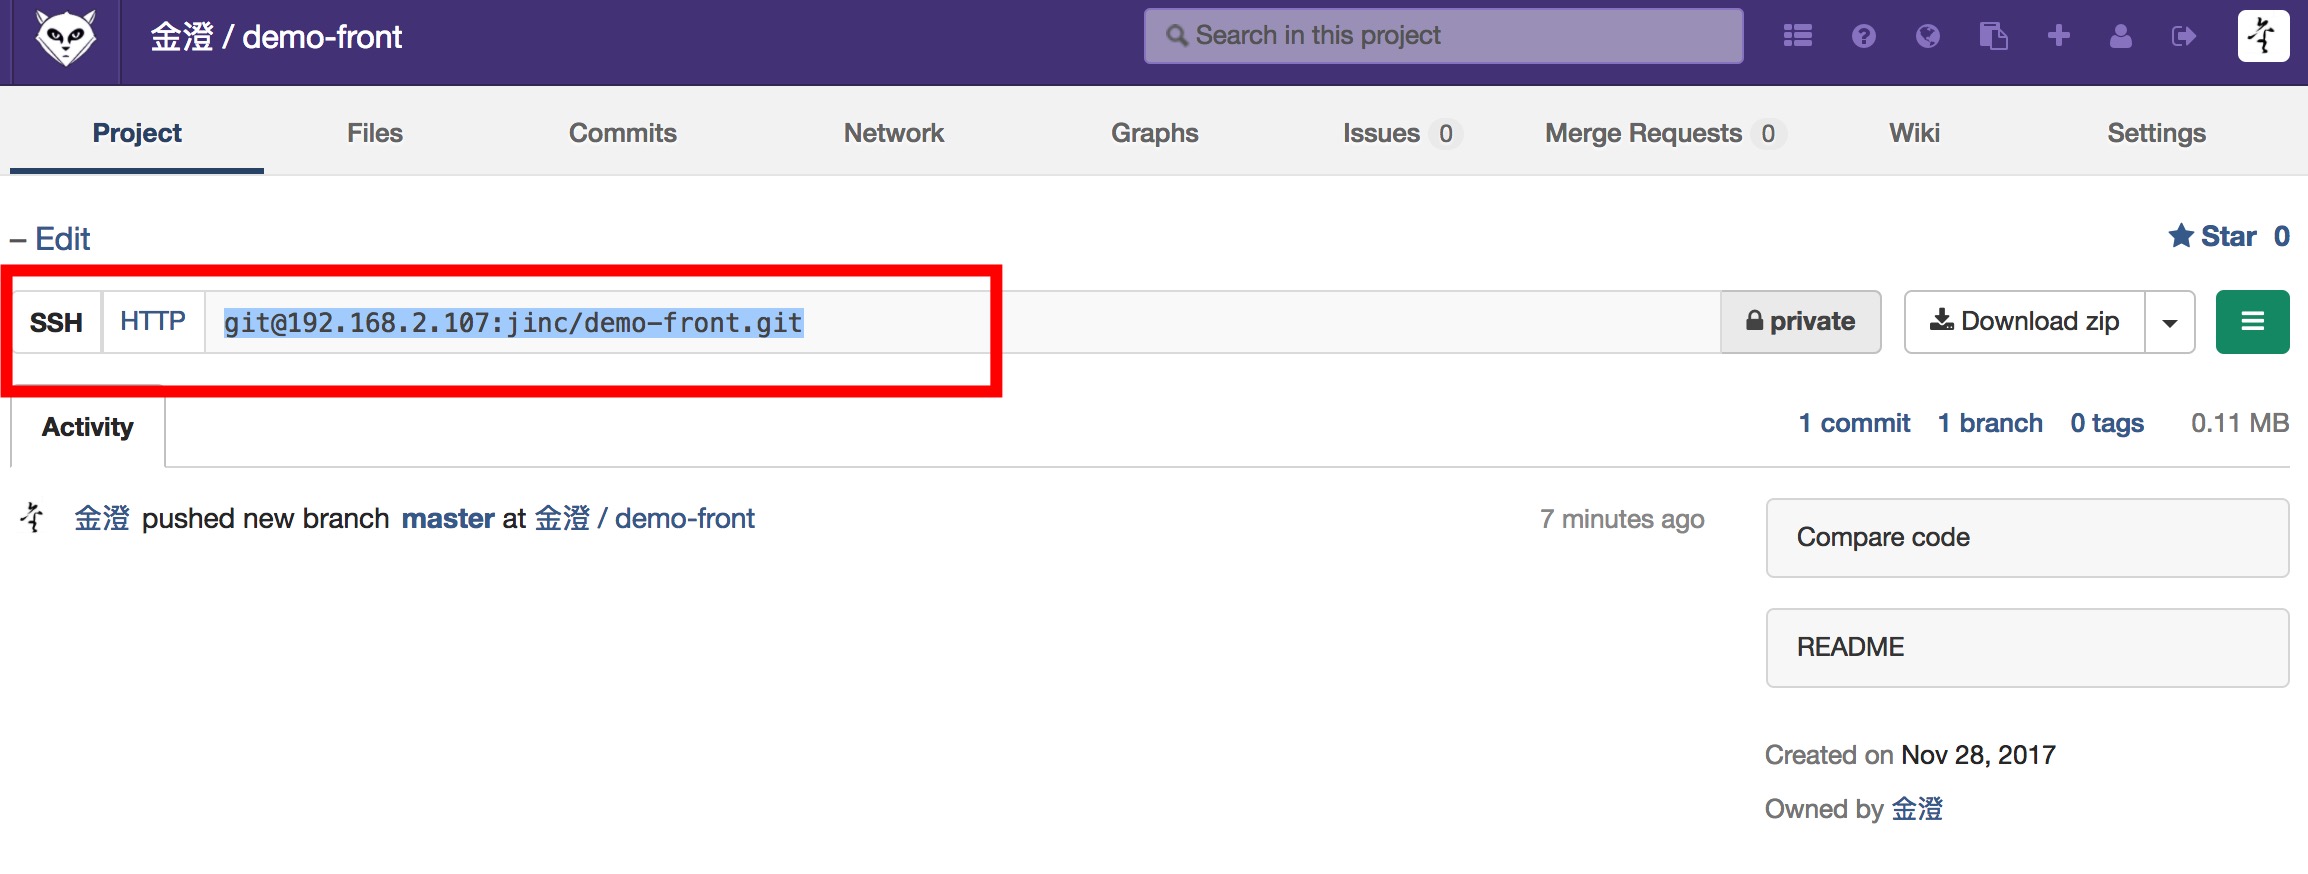 金澄 / demo-front
Search in this project
Project Files Commits Network Graphs Issues 0 Merge Requests 0 Wiki Settings
– Edit
Star 0
SSH HTTP git@192.168.2.107:jinc/demo-front.git private Download zip
Activity
1 commit 1 branch 0 tags 0.11 MB
金澄 pushed new branch master at 金澄 / demo-front 7 minutes ago
Compare code
README
Created on Nov 28, 2017
Owned by 金澄